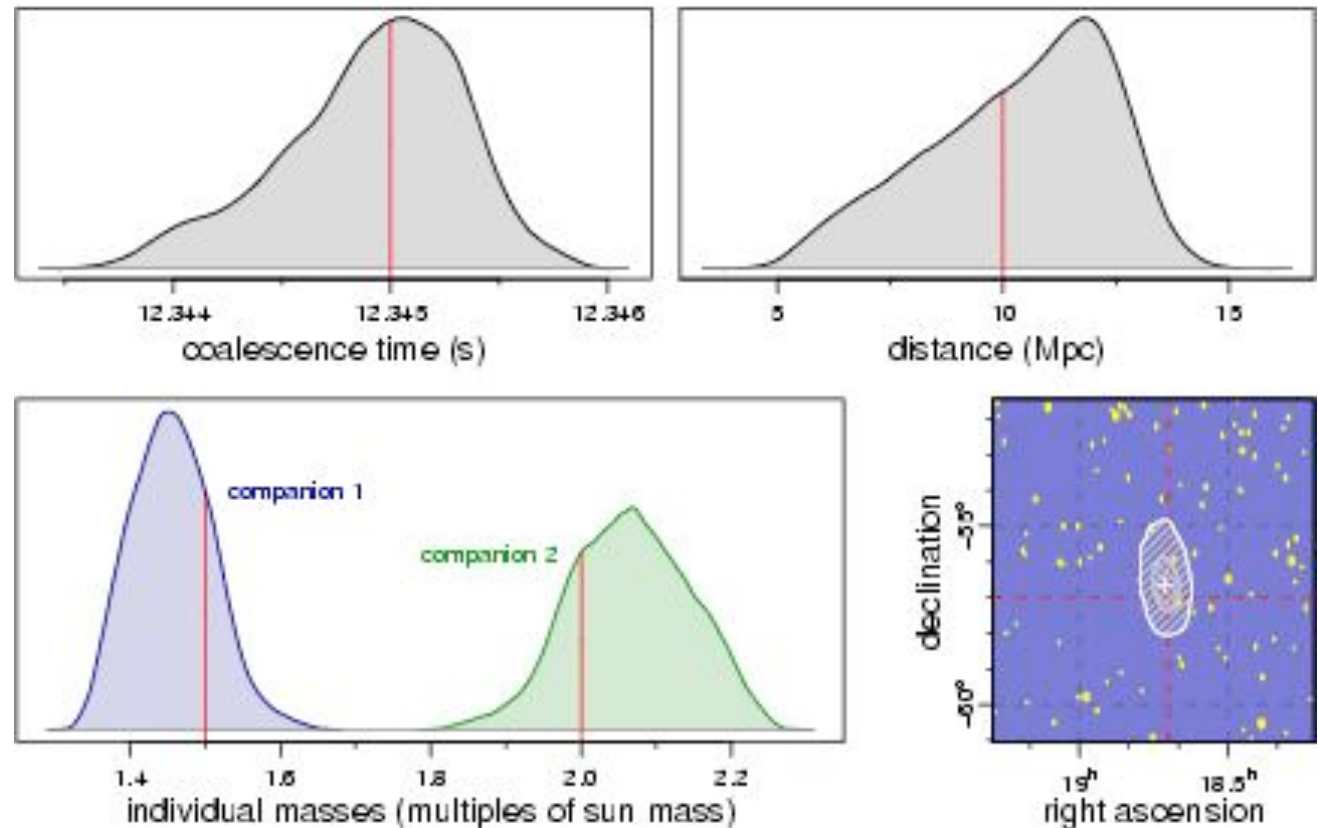 12.344 12.345 12.346
coalescence time (s)
5 10 15
distance (Mpc)
companion 1
companion 2
1.4 1.6 1.8 2.0 2.2
individual masses (multiples of sun mass)
declination
-55°
-60°
19h 18.5h
right ascension